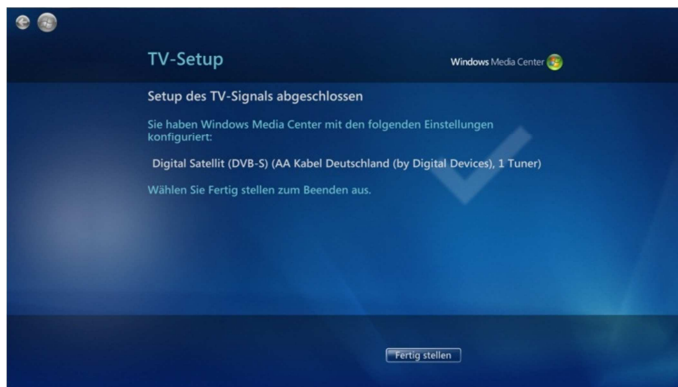 TV-Setup
Windows Media Center
Setup des TV-Signals abgeschlossen
Sie haben Windows Media Center mit den folgenden Einstellungen
konfiguriert:
Digital Satellit (DVB-S) (AA Kabel Deutschland (by Digital Devices), 1 Tuner)
Wählen Sie Fertig stellen zum Beenden aus.
Fertig stellen